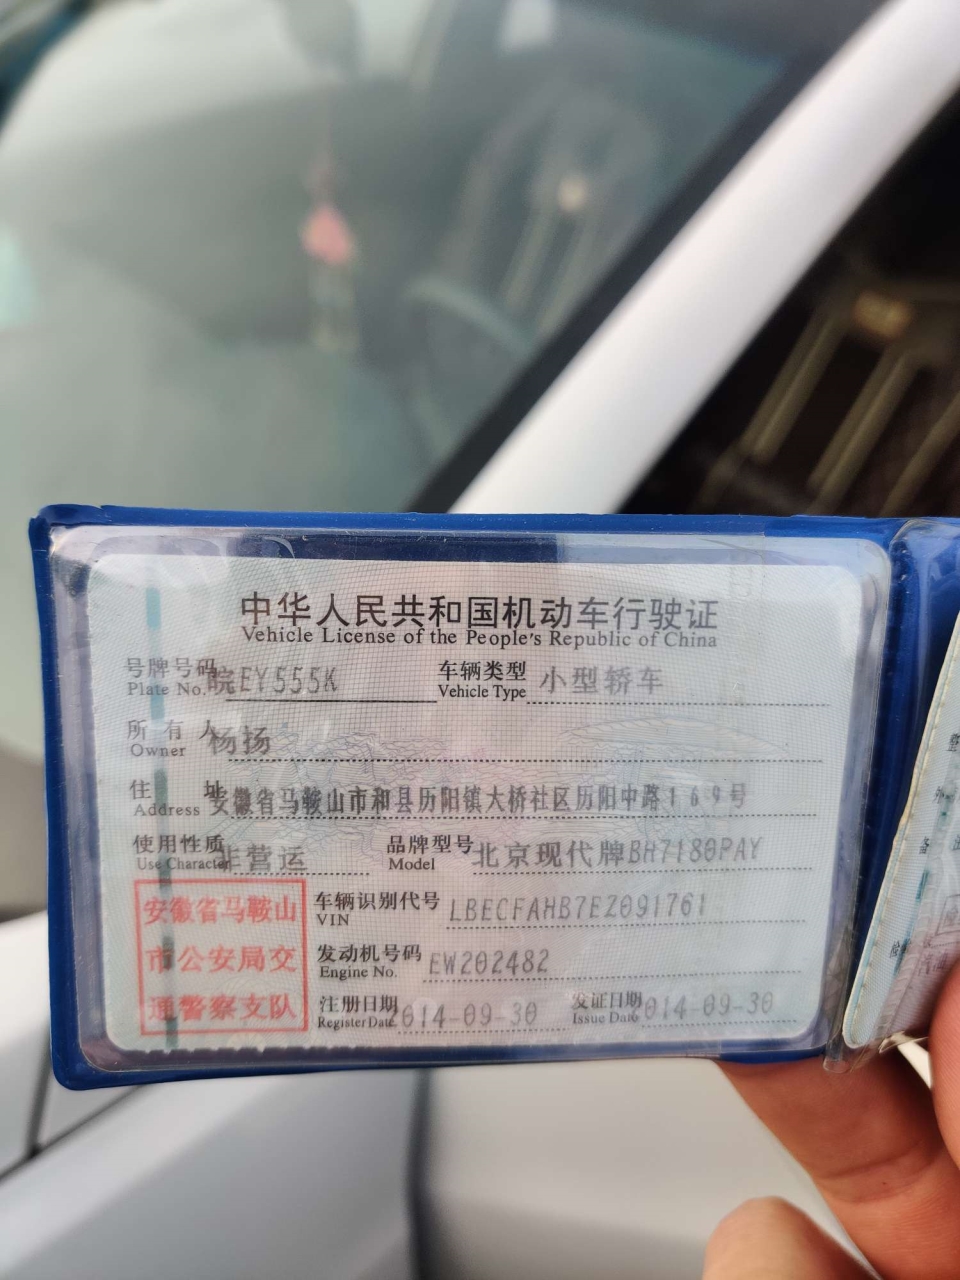 中华人民共和国机动车行驶证
Vehicle License of the People's Republic of China
号牌号码 皖EY555K 车辆类型 小型轿车
Plate No. Vehicle Type
所有人 杨扬
Owner
住址 安徽省马鞍山市和县历阳镇大桥社区历阳中路169号
Address
使用性质 非营运 品牌型号 北京现代牌BH7180PAY
Use Character Model
安徽省马鞍山 车辆识别代号 LBECFAHB7EZ091761
VIN
市公安局交 发动机号码 EW202482
Engine No.
通警察支队 注册日期 2014-09-30 发证日期 2014-09-30
Register Date Issue Date